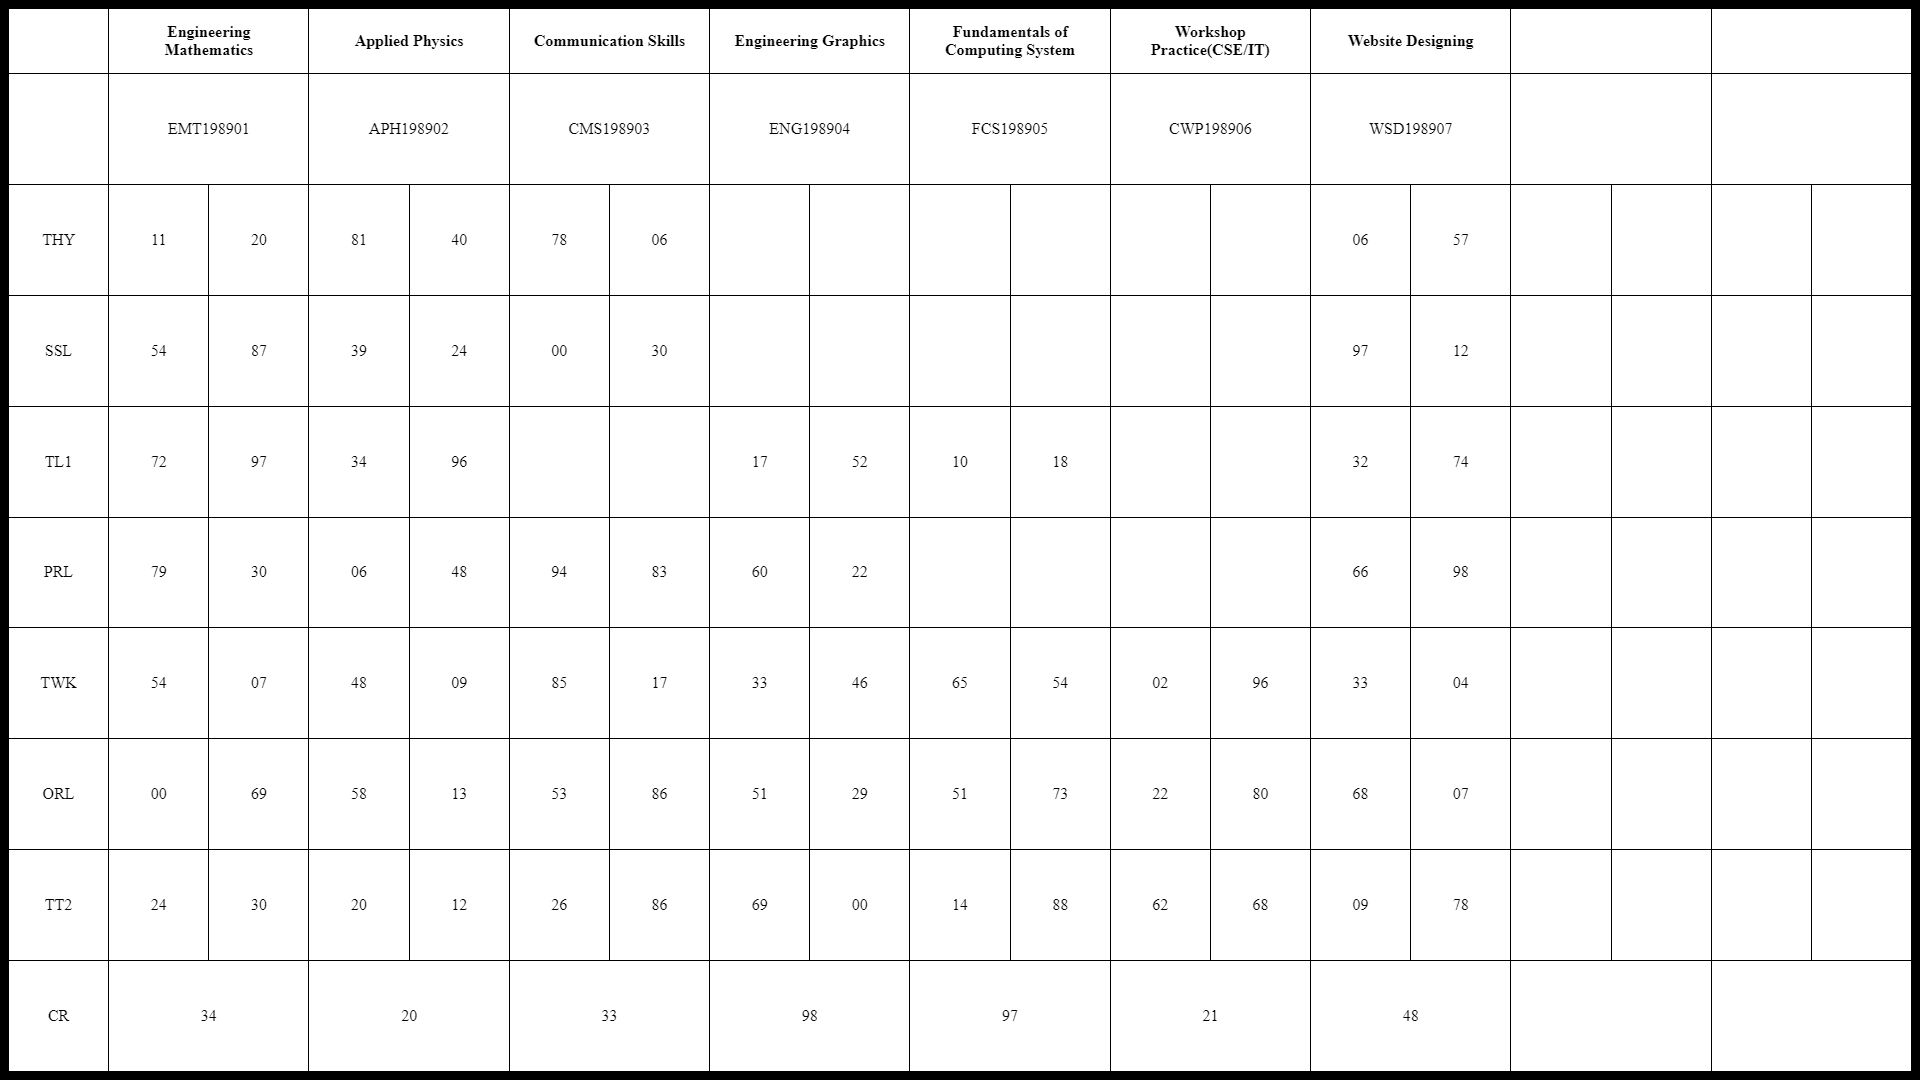 Engineering Mathematics Applied Physics Communication Skills Engineering Graphics Fundamentals of Computing System Workshop Practice(CSE/IT) Website Designing
EMT198901 APH198902 CMS198903 ENG198904 FCS198905 CWP198906 WSD198907
THY 11 20 81 40 78 06 06 57
SSL 54 87 39 24 00 30 97 12
TL1 72 97 34 96 17 52 10 18 32 74
PRL 79 30 06 48 94 83 60 22 66 98
TWK 54 07 48 09 85 17 33 46 65 54 02 96 33 04
ORL 00 69 58 13 53 86 51 29 51 73 22 80 68 07
TT2 24 30 20 12 26 86 69 00 14 88 62 68 09 78
CR 34 20 33 98 97 21 48